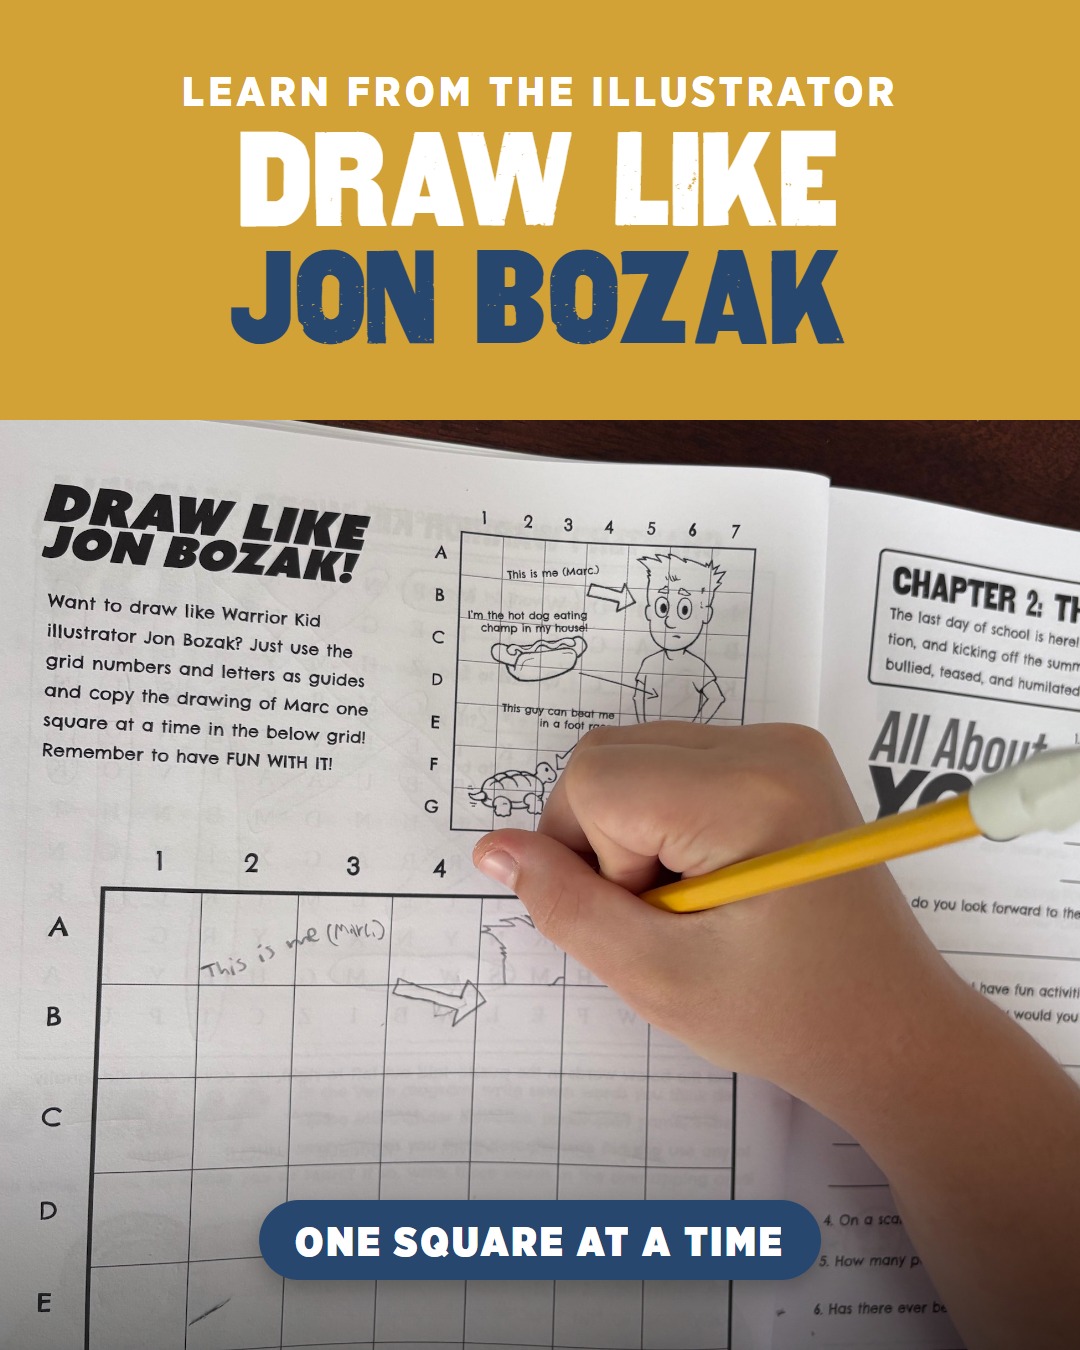 LEARN FROM THE ILLUSTRATOR
DRAW LIKE
JON BOZAK
DRAW LIKE
JON BOZAK!
Want to draw like Warrior Kid
illustrator Jon Bozak? Just use the
grid numbers and letters as guides
and copy the drawing of Marc one
square at a time in the below grid!
Remember to have FUN WITH IT!
1 2 3 4 5 6 7
A
B
C
D
E
F
G
This is me (Marc.)
I'm the hot dog eating
champ in my house!
This guy can beat me
in a foot
1 2 3 4
A
B
C
D
E
This is me (Marc.)
CHAPTER 2:
The last day of school is here!
tion, and kicking off the summ
bullied, teased, and humiliated
All About
do you look forward to the
have fun activiti
would you
4. On a sca
5. How many p
6. Has there ever be
ONE SQUARE AT A TIME